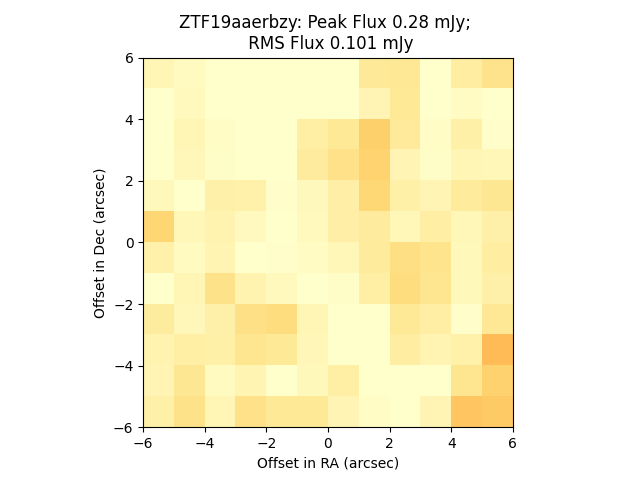 ZTF19aaerbzy: Peak Flux 0.28 mJy;
RMS Flux 0.101 mJy
6
4
2
0
−2
−4
−6
Offset in Dec (arcsec)
−6 −4 −2 0 2 4 6
Offset in RA (arcsec)